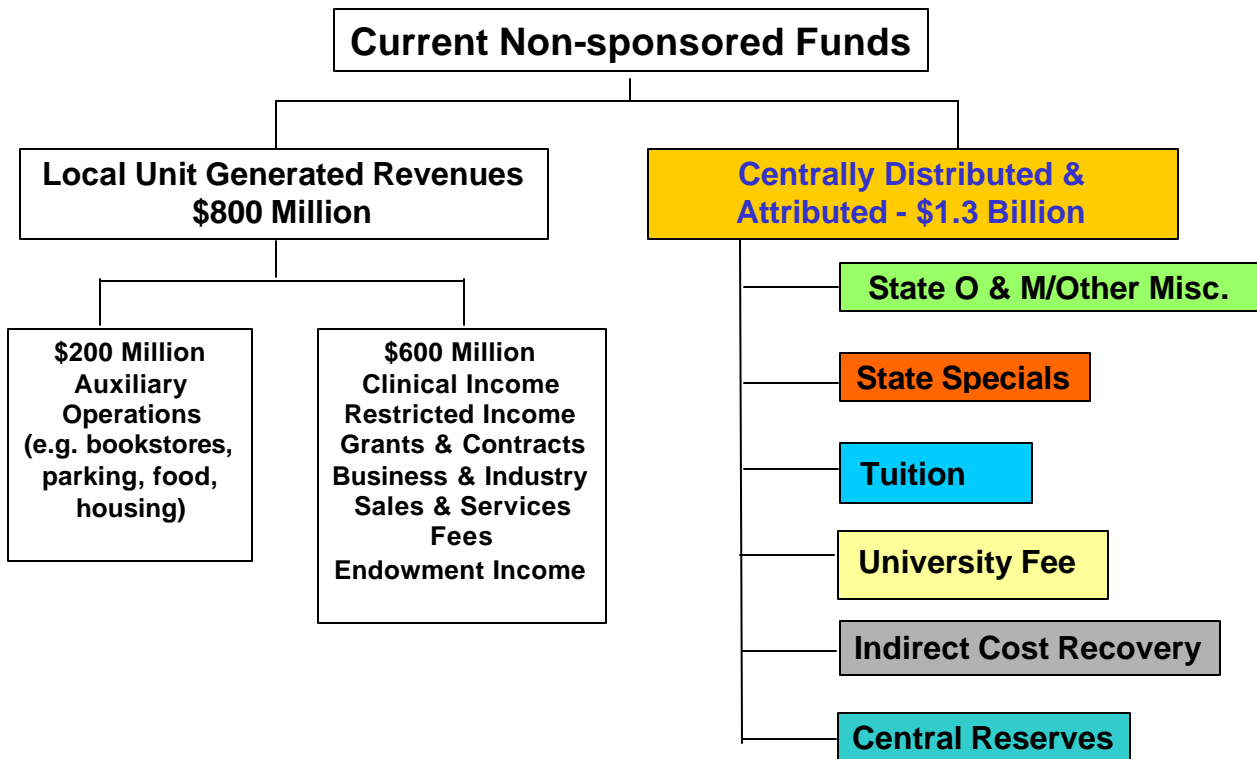 Current Non-sponsored Funds
Local Unit Generated Revenues
$800 Million
Centrally Distributed &
Attributed - $1.3 Billion
$200 Million
Auxiliary
Operations
(e.g. bookstores,
parking, food,
housing)
$600 Million
Clinical Income
Restricted Income
Grants & Contracts
Business & Industry
Sales & Services
Fees
Endowment Income
State O & M/Other Misc.
State Specials
Tuition
University Fee
Indirect Cost Recovery
Central Reserves